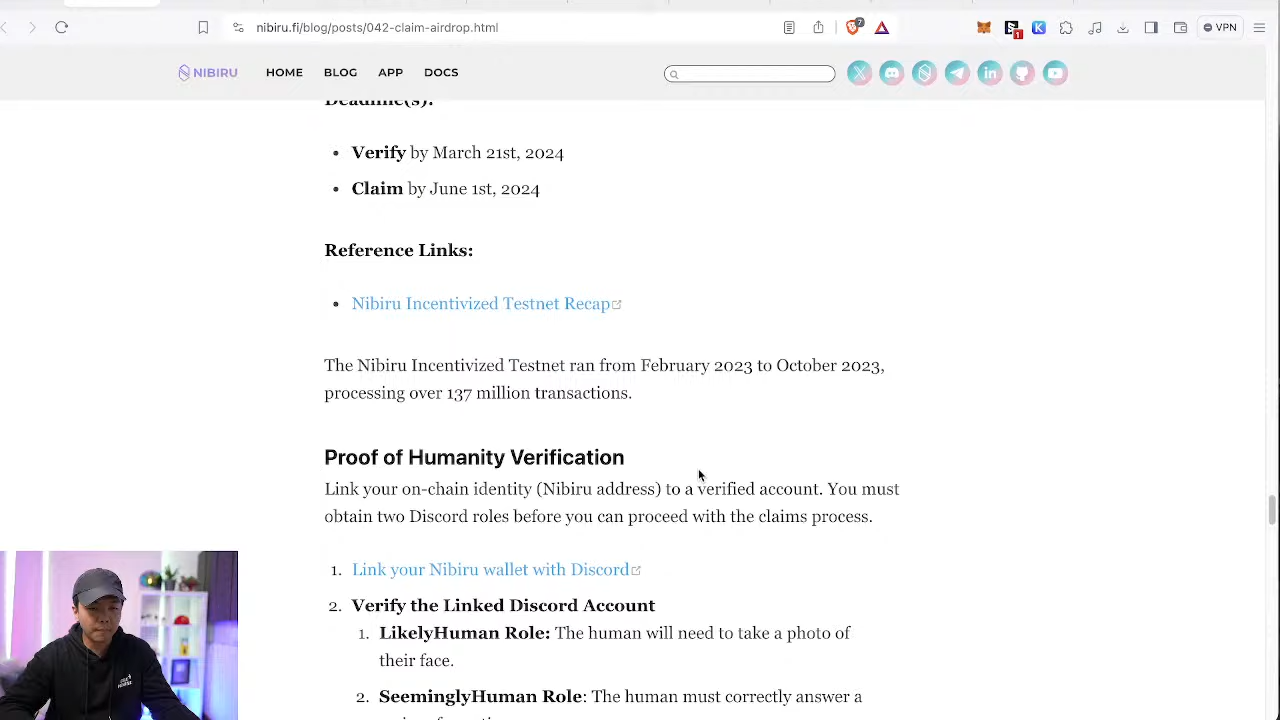 nibiru.fi/blog/posts/042-claim-airdrop.html
7
1
K
VPN
NIBIRU
HOME
BLOG
APP
DOCS
Deadline(s):
• Verify by March 21st, 2024
• Claim by June 1st, 2024
Reference Links:
• Nibiru Incentivized Testnet Recap
The Nibiru Incentivized Testnet ran from February 2023 to October 2023,
processing over 137 million transactions.
Proof of Humanity Verification
Link your on-chain identity (Nibiru address) to a verified account. You must
obtain two Discord roles before you can proceed with the claims process.
1. Link your Nibiru wallet with Discord
2. Verify the Linked Discord Account
1. LikelyHuman Role: The human will need to take a photo of
their face.
2. SeeminglyHuman Role: The human must correctly answer a